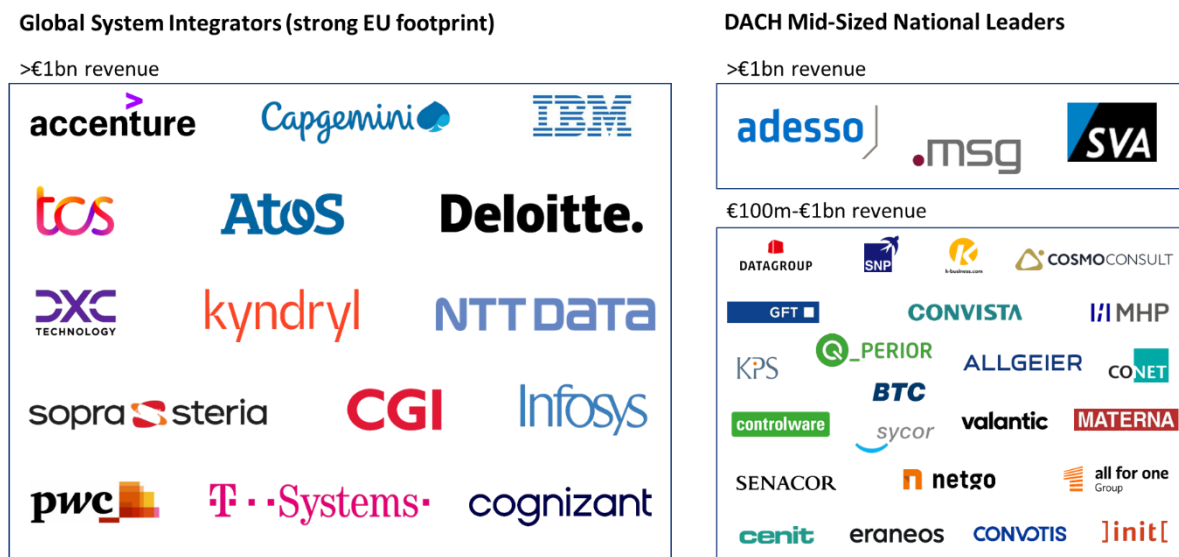 Global System Integrators (strong EU footprint)
>€1bn revenue
accenture
Capgemini
IBM
tcs
Atos
Deloitte.
DXC
TECHNOLOGY
kyndryl
NTT DATA
sopra steria
CGI
Infosys
pwc
T··Systems·
cognizant
DACH Mid-Sized National Leaders
>€1bn revenue
adesso
.msg
SVA
€100m-€1bn revenue
DATAGROUP
SNP
k
k-business.com
COSMOCONSULT
GFT
CONVISTA
MHP
KPS
Q_PERIOR
ALLGEIER
CONET
BTC
controlware
sycor
valantic
MATERNA
SENACOR
n netgo
all for one
Group
cenit
eraneos
CONVOTIS
]init[